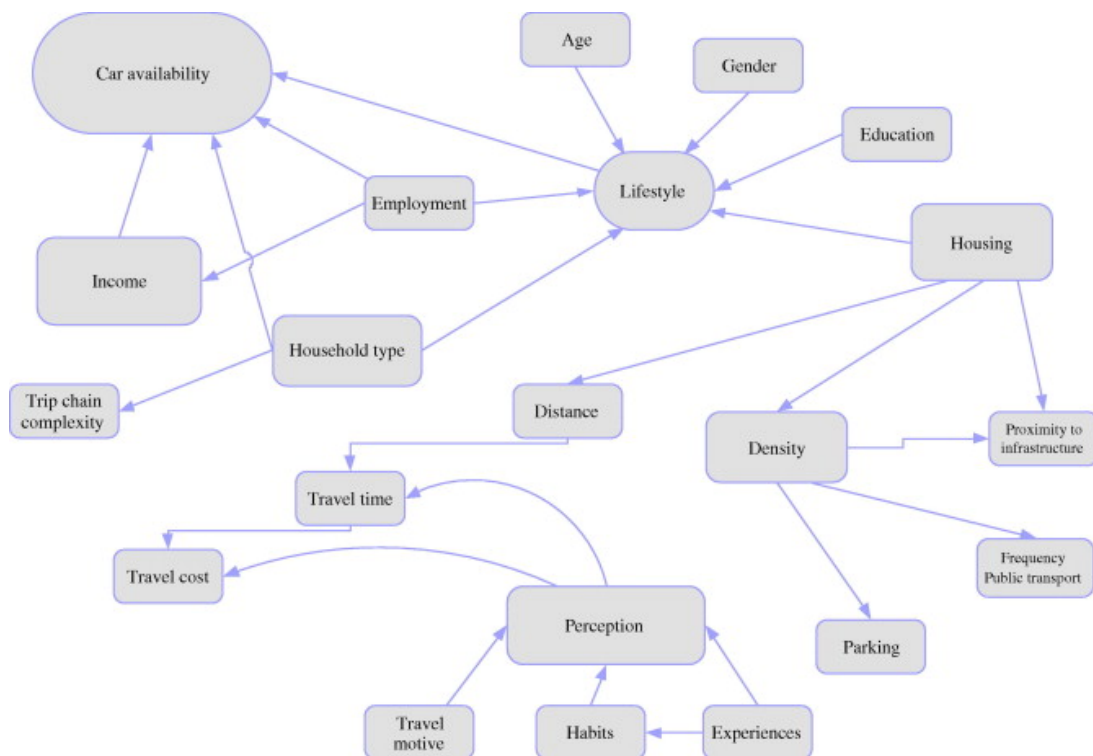 Age
Gender
Car availability
Education
Lifestyle
Employment
Housing
Income
Household type
Trip chain
complexity
Distance
Proximity to
infrastructure
Density
Travel time
Frequency
Public transport
Travel cost
Perception
Parking
Travel
motive
Habits
Experiences